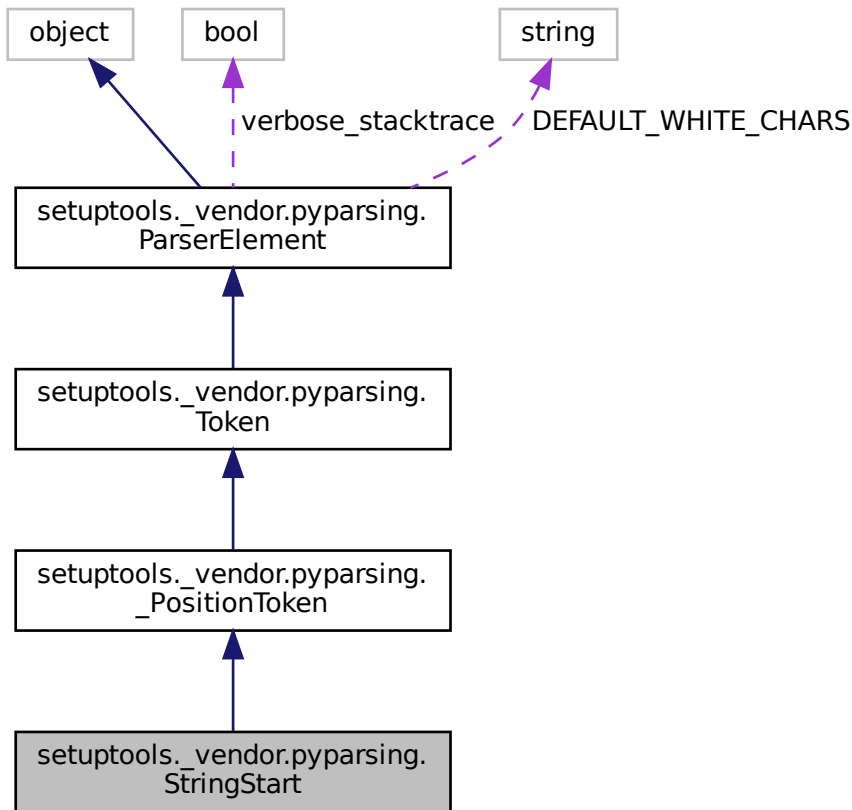 object
bool
string
verbose_stacktrace
DEFAULT_WHITE_CHARS
setuptools._vendor.pyparsing.
ParserElement
setuptools._vendor.pyparsing.
Token
setuptools._vendor.pyparsing.
_PositionToken
setuptools._vendor.pyparsing.
StringStart